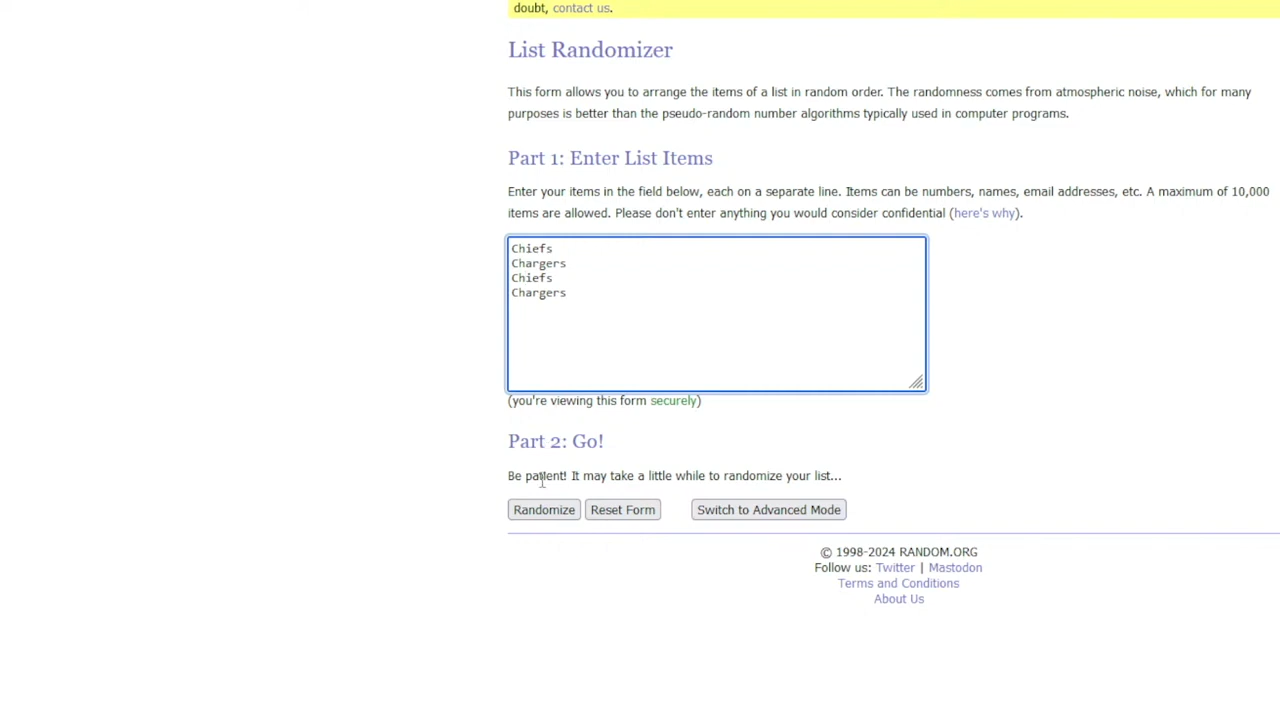 doubt, contact us.
List Randomizer
This form allows you to arrange the items of a list in random order. The randomness comes from atmospheric noise, which for many
purposes is better than the pseudo-random number algorithms typically used in computer programs.
Part 1: Enter List Items
Enter your items in the field below, each on a separate line. Items can be numbers, names, email addresses, etc. A maximum of 10,000
items are allowed. Please don't enter anything you would consider confidential (here's why).
Chiefs
Chargers
Chiefs
Chargers
(you're viewing this form securely)
Part 2: Go!
Be patient! It may take a little while to randomize your list...
Randomize Reset Form Switch to Advanced Mode
© 1998-2024 RANDOM.ORG
Follow us: Twitter | Mastodon
Terms and Conditions
About Us